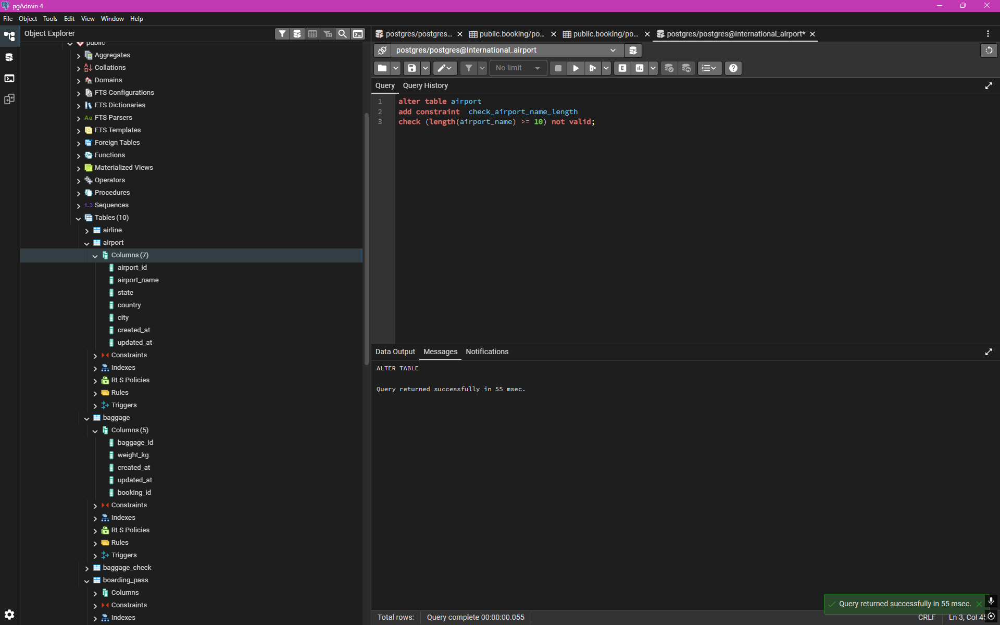 pgAdmin 4
File Object Tools Edit View Window Help
Object Explorer
postgres/postgres...
public.booking/po...
public.booking/po...
postgres/postgres@International_airport*
public
Aggregates
Collations
Domains
FTS Configurations
FTS Dictionaries
Aa FTS Parsers
FTS Templates
Foreign Tables
Functions
Materialized Views
Operators
Procedures
1..3 Sequences
Tables (10)
airline
airport
Columns (7)
airport_id
airport_name
state
country
city
created_at
updated_at
Constraints
Indexes
RLS Policies
Rules
Triggers
baggage
Columns (5)
baggage_id
weight_kg
created_at
updated_at
booking_id
Constraints
Indexes
RLS Policies
Rules
Triggers
baggage_check
boarding_pass
Columns
Constraints
Indexes
postgres/postgres@International_airport
No limit
E
Query Query History
1 alter table airport
2 add constraint  check_airport_name_length
3 check (length(airport_name) >= 10) not valid;
Data Output Messages Notifications
ALTER TABLE
Query returned successfully in 55 msec.
Query returned successfully in 55 msec.
Total rows: Query complete 00:00:00.055 CRLF Ln 3, Col